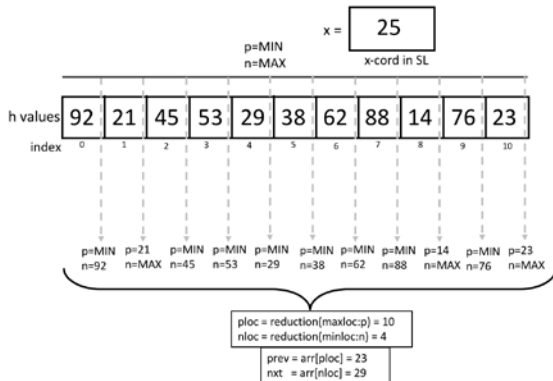 x = 25
p=MIN
n=MAX
x-cord in SL
h values 92 21 45 53 29 38 62 88 14 76 23
index 0 1 2 3 4 5 6 7 8 9 10
p=MIN p=21 p=MIN p=MIN p=MIN p=MIN p=MIN p=MIN p=14 p=MIN p=23
n=92 n=MAX n=45 n=53 n=29 n=38 n=62 n=88 n=MAX n=76 n=MAX
ploc = reduction(maxloc:p) = 10
nloc = reduction(minloc:n) = 4
prev = arr[ploc] = 23
nxt = arr[nloc] = 29